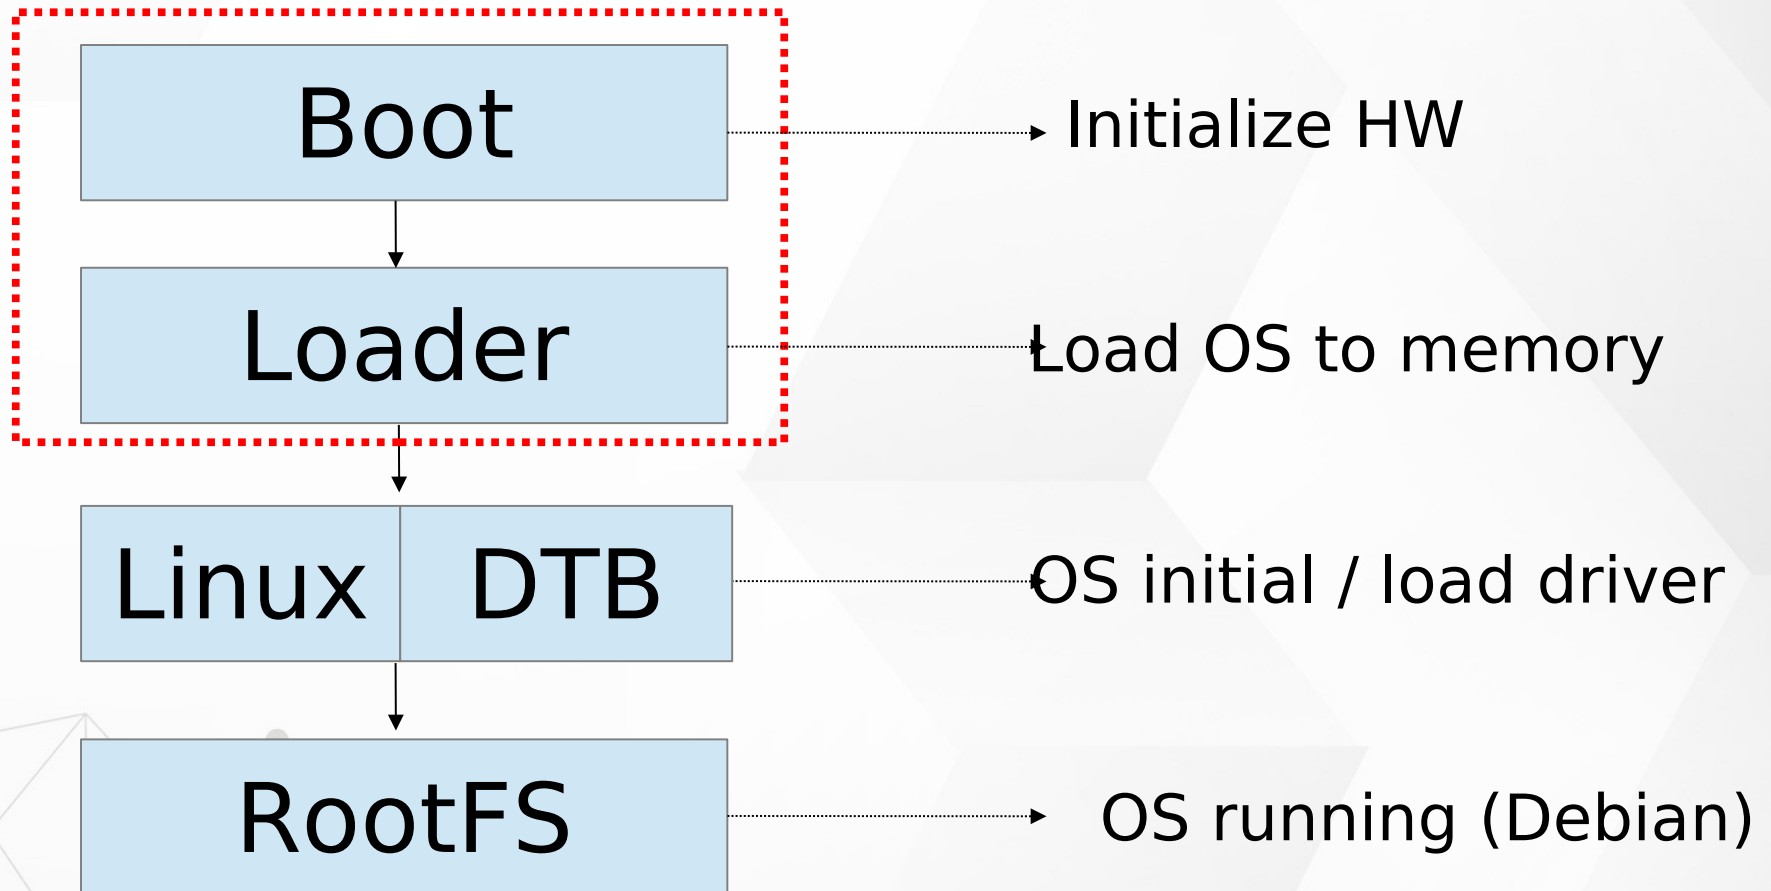 Boot
Initialize HW
Loader
Load OS to memory
Linux
DTB
OS initial / load driver
RootFS
OS running (Debian)